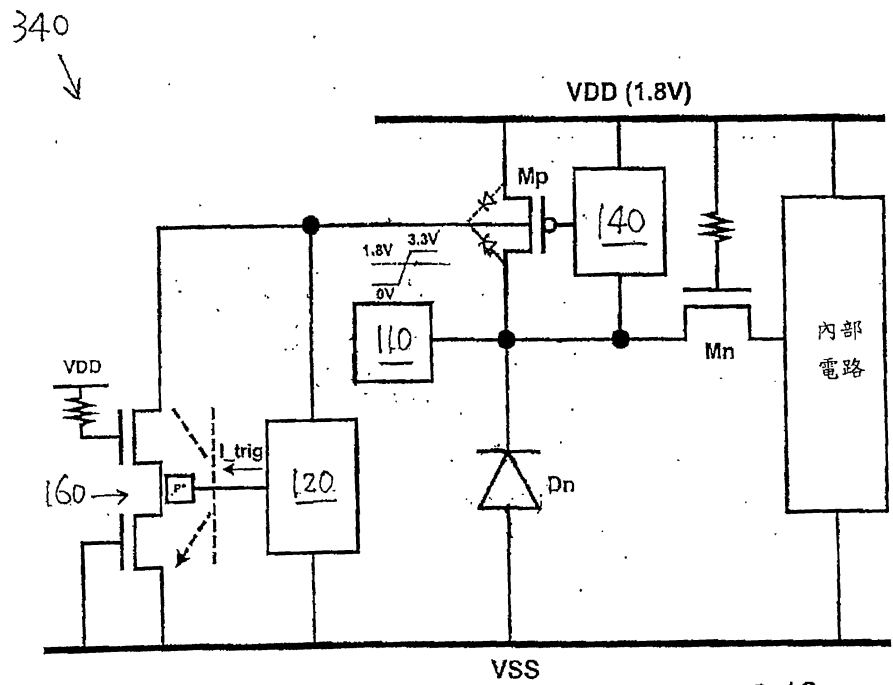 340
VDD (1.8V)
Mp
140
1.8V
3.3V
0V
110
Mn
內部
電路
VDD
I_trig
P+
160
120
Dn
VSS